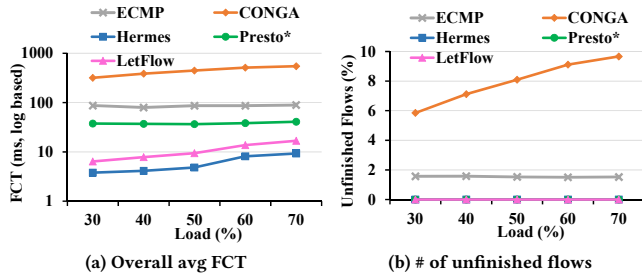 ECMP CONGA
Hermes Presto*
LetFlow
FCT (ms, log based)
1000
100
10
1
30 40 50 60 70
Load (%)
(a) Overall avg FCT
ECMP CONGA
Hermes Presto*
LetFlow
Unfinished Flows (%)
10
8
6
4
2
0
30 40 50 60 70
Load (%)
(b) # of unfinished flows